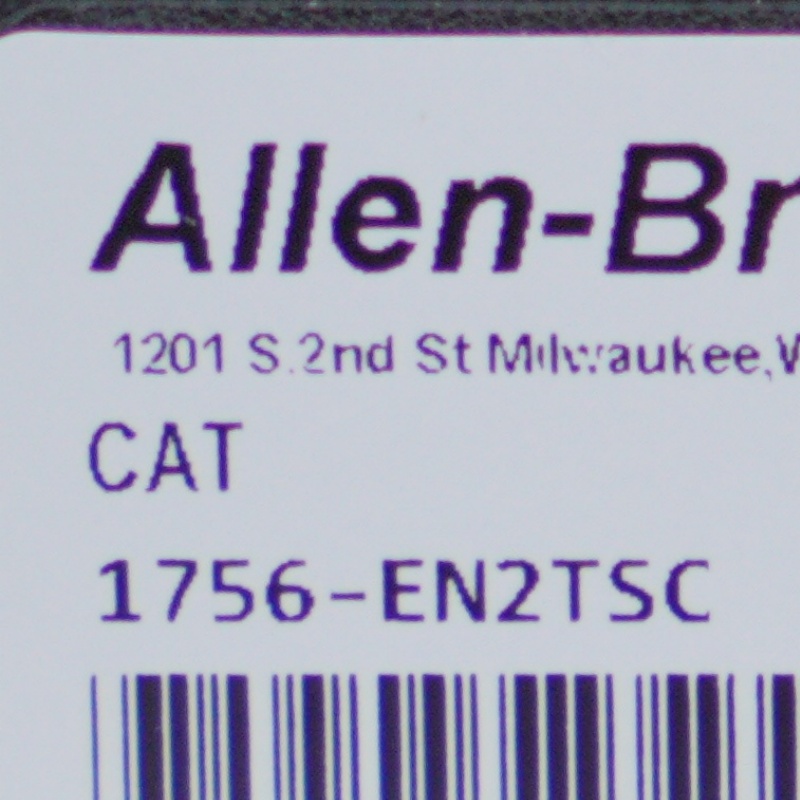 Allen-Br
1201 S.2nd St Milwaukee,W
CAT
1756-EN2TSC